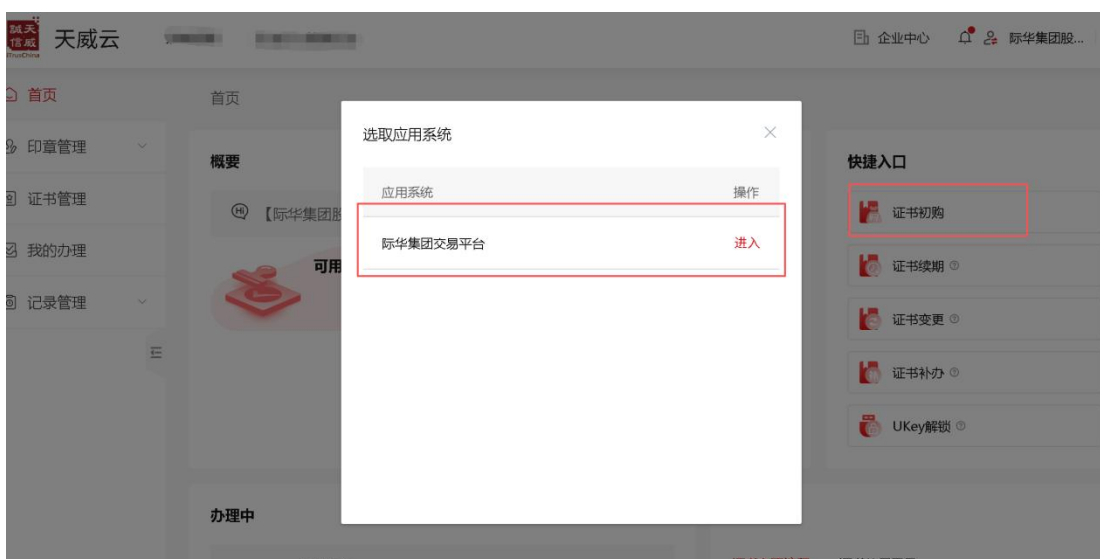 誠天
信威
iTrusChina
天威云
企业中心
际华集团股...
首页
印章管理
证书管理
我的办理
记录管理
首页
概要
【际华集团股
可用
选取应用系统
应用系统
操作
际华集团交易平台
进入
快捷入口
证书初购
证书续期
证书变更
证书补办
UKey解锁
办理中